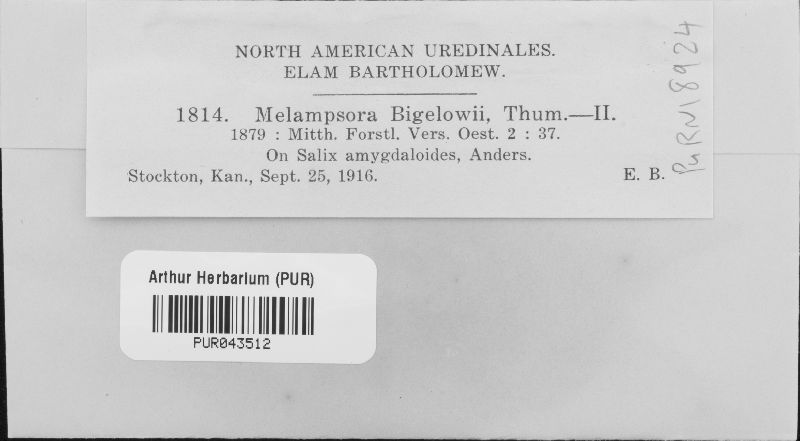 NORTH AMERICAN UREDINALES.
ELAM BARTHOLOMEW.
1814. Melampsora Bigelowii, Thum.—II.
1879 : Mitth. Forstl. Vers. Oest. 2 : 37.
On Salix amygdaloides, Anders.
Stockton, Kan., Sept. 25, 1916. E. B.
PURN18924
Arthur Herbarium (PUR)
PUR043512